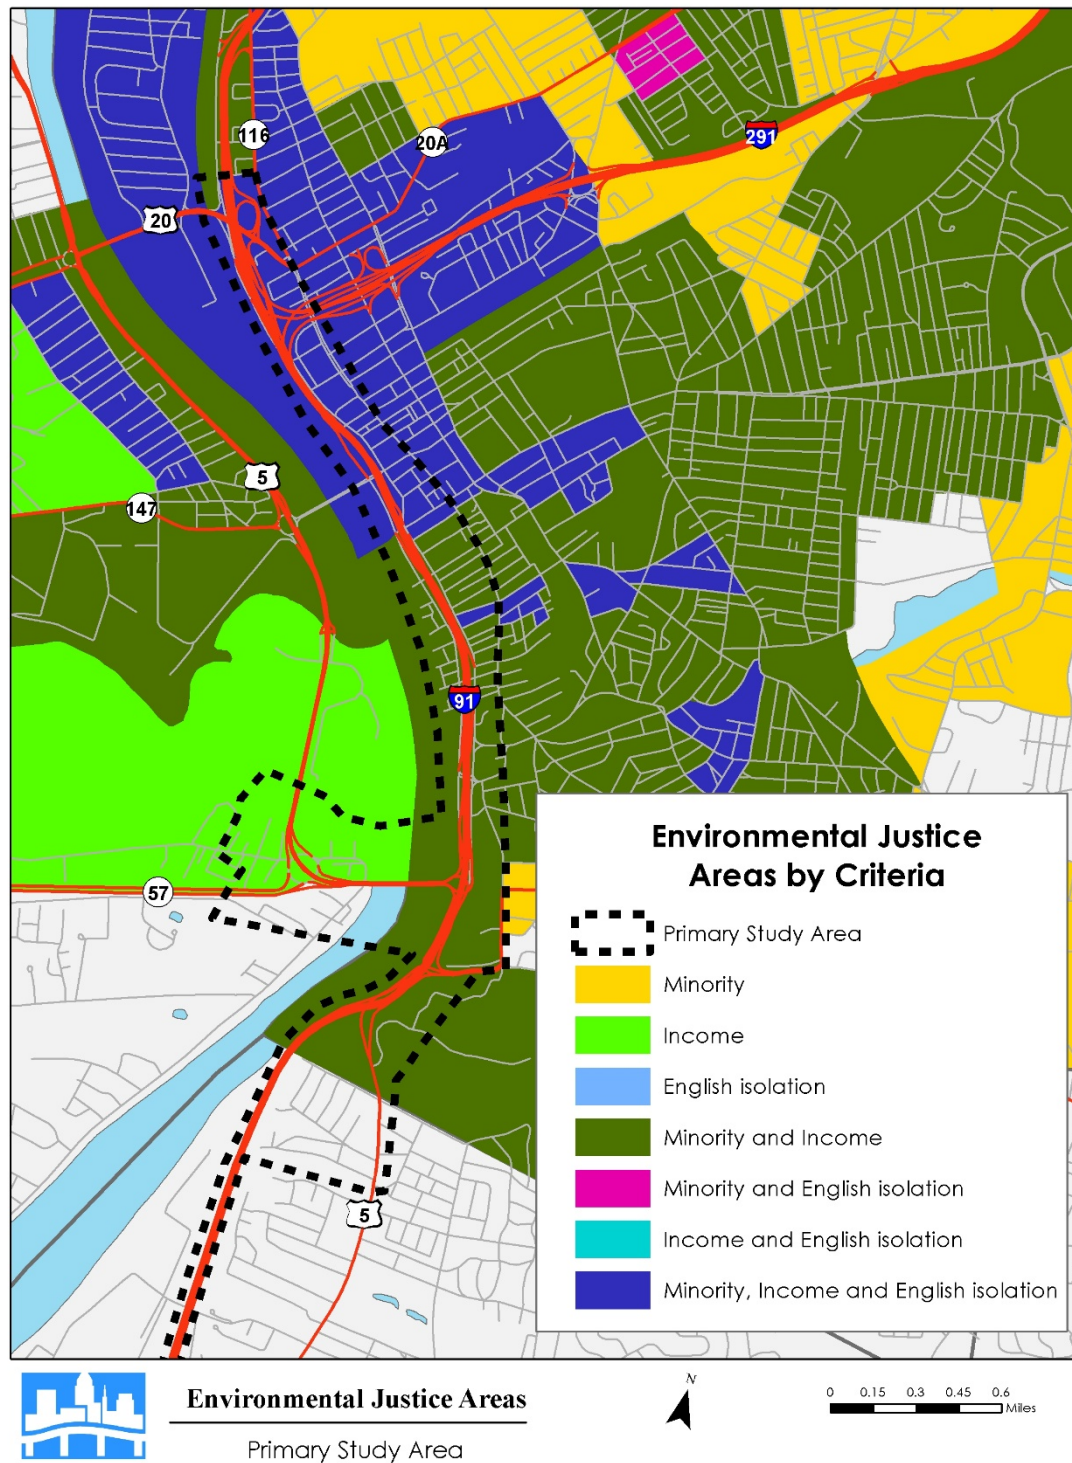 116
20A
291
20
5
147
91
57
5
Environmental Justice
Areas by Criteria
Primary Study Area
Minority
Income
English isolation
Minority and Income
Minority and English isolation
Income and English isolation
Minority, Income and English isolation
Environmental Justice Areas
Primary Study Area
N
0 0.15 0.3 0.45 0.6
Miles